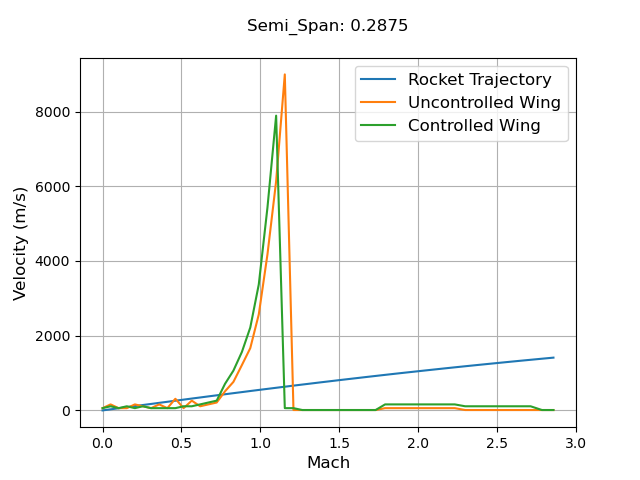 Semi_Span: 0.2875
Rocket Trajectory
Uncontrolled Wing
Controlled Wing
Velocity (m/s)
8000
6000
4000
2000
0
0.0 0.5 1.0 1.5 2.0 2.5 3.0
Mach